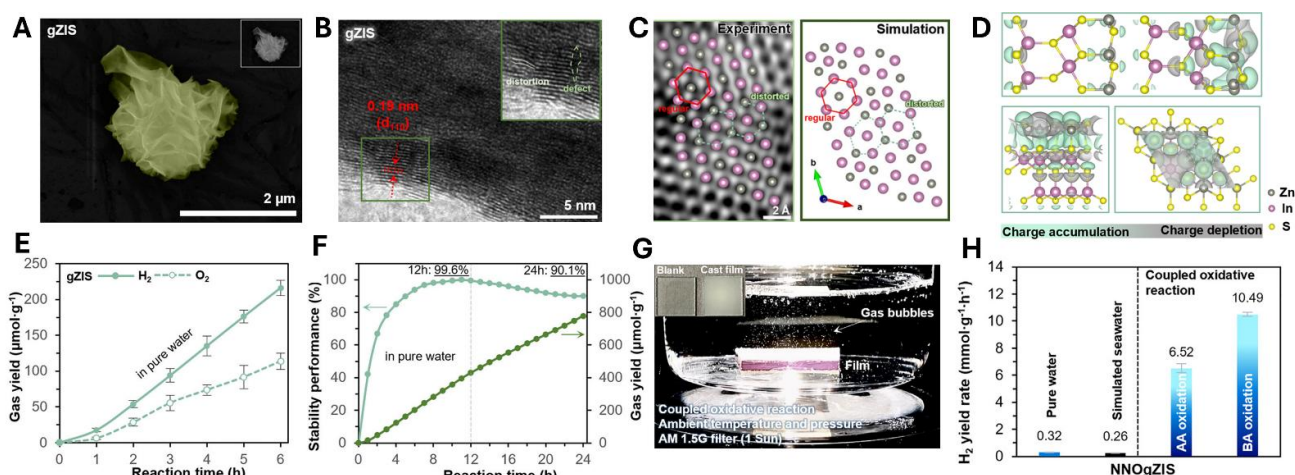 A
gZIS
2 µm
B
gZIS
distortion
defect
0.19 nm
5 nm
C
Experiment
regular
distorted
2 Å
Simulation
regular
distorted
b
a
D
Zn
In
S
Charge accumulation
Charge depletion
E
gZIS
H₂
O₂
in pure water
Gas yield (µmol·g⁻¹)
250
200
150
100
50
0
0 1 2 3 4 5 6
Reaction time (h)
F
12h: 99.6%
24h: 90.1%
in pure water
Stability performance (%)
100
80
60
40
20
0
Gas yield (µmol·g⁻¹)
1000
800
600
400
200
0
0 4 8 12 16 20 24
Reaction time (h)
G
Blank
Cast film
Gas bubbles
Film
Coupled oxidative reaction
Ambient temperature and pressure
AM 1.5G filter (1 Sun)
H
H₂ yield rate (mmol·g⁻¹·h⁻¹)
14
12
10
8
6
4
2
0
Coupled oxidative
reaction
Pure water
0.32
Simulated seawater
0.26
6.52
AA oxidation
10.49
BA oxidation
NNOgZIS